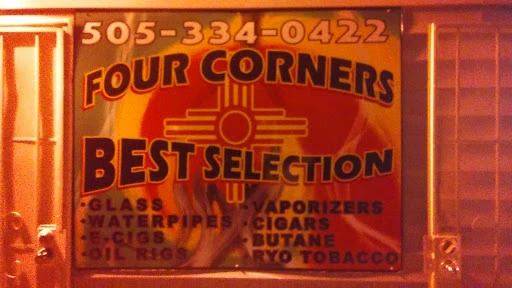 505-334-0422
FOUR CORNERS
BEST SELECTION
·GLASS
·WATERPIPES
·E-CIGS
·OIL RIGS
·VAPORIZERS
·CIGARS
·BUTANE
·RYO TOBACCO